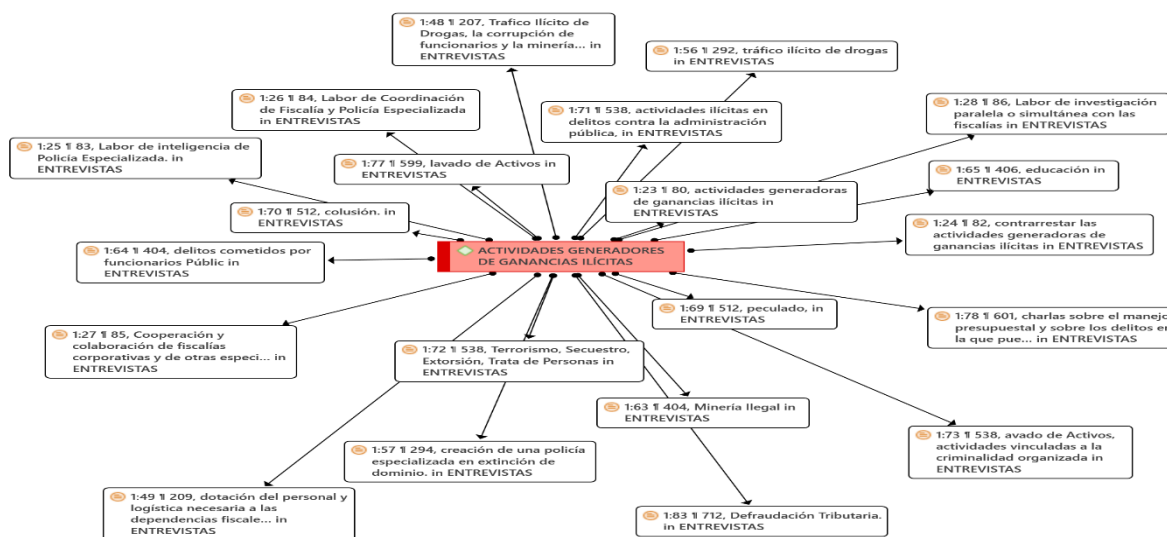 1:48 ¶ 207, Trafico Ilícito de
Drogas, la corrupción de
funcionarios y la minería... in
ENTREVISTAS
1:56 ¶ 292, tráfico ilícito de drogas
in ENTREVISTAS
1:26 ¶ 84, Labor de Coordinación
de Fiscalía y Policía Especializada
in ENTREVISTAS
1:71 ¶ 538, actividades ilícitas en
delitos contra la administración
pública, in ENTREVISTAS
1:28 ¶ 86, Labor de investigación
paralela o simultánea con las
fiscalías in ENTREVISTAS
1:25 ¶ 83, Labor de inteligencia de
Policía Especializada. in
ENTREVISTAS
1:77 ¶ 599, lavado de Activos in
ENTREVISTAS
1:65 ¶ 406, educación in
ENTREVISTAS
1:23 ¶ 80, actividades generadoras
de ganancias ilícitas in
ENTREVISTAS
1:70 ¶ 512, colusión. in
ENTREVISTAS
1:24 ¶ 82, contrarrestar las
actividades generadoras de
ganancias ilícitas in ENTREVISTAS
1:64 ¶ 404, delitos cometidos por
funcionarios Públic in
ENTREVISTAS
ACTIVIDADES GENERADORES
DE GANANCIAS ILÍCITAS
1:69 ¶ 512, peculado, in
ENTREVISTAS
1:78 ¶ 601, charlas sobre el manejo
presupuestal y sobre los delitos en
la que pue... in ENTREVISTAS
1:27 ¶ 85, Cooperación y
colaboración de fiscalías
corporativas y de otras especi... in
ENTREVISTAS
1:72 ¶ 538, Terrorismo, Secuestro,
Extorsión, Trata de Personas in
ENTREVISTAS
1:63 ¶ 404, Minería Ilegal in
ENTREVISTAS
1:73 ¶ 538, avado de Activos,
actividades vinculadas a la
criminalidad organizada in
ENTREVISTAS
1:57 ¶ 294, creación de una policía
especializada en extinción de
dominio. in ENTREVISTAS
1:49 ¶ 209, dotación del personal y
logística necesaria a las
dependencias fiscale... in
ENTREVISTAS
1:83 ¶ 712, Defraudación Tributaria.
in ENTREVISTAS